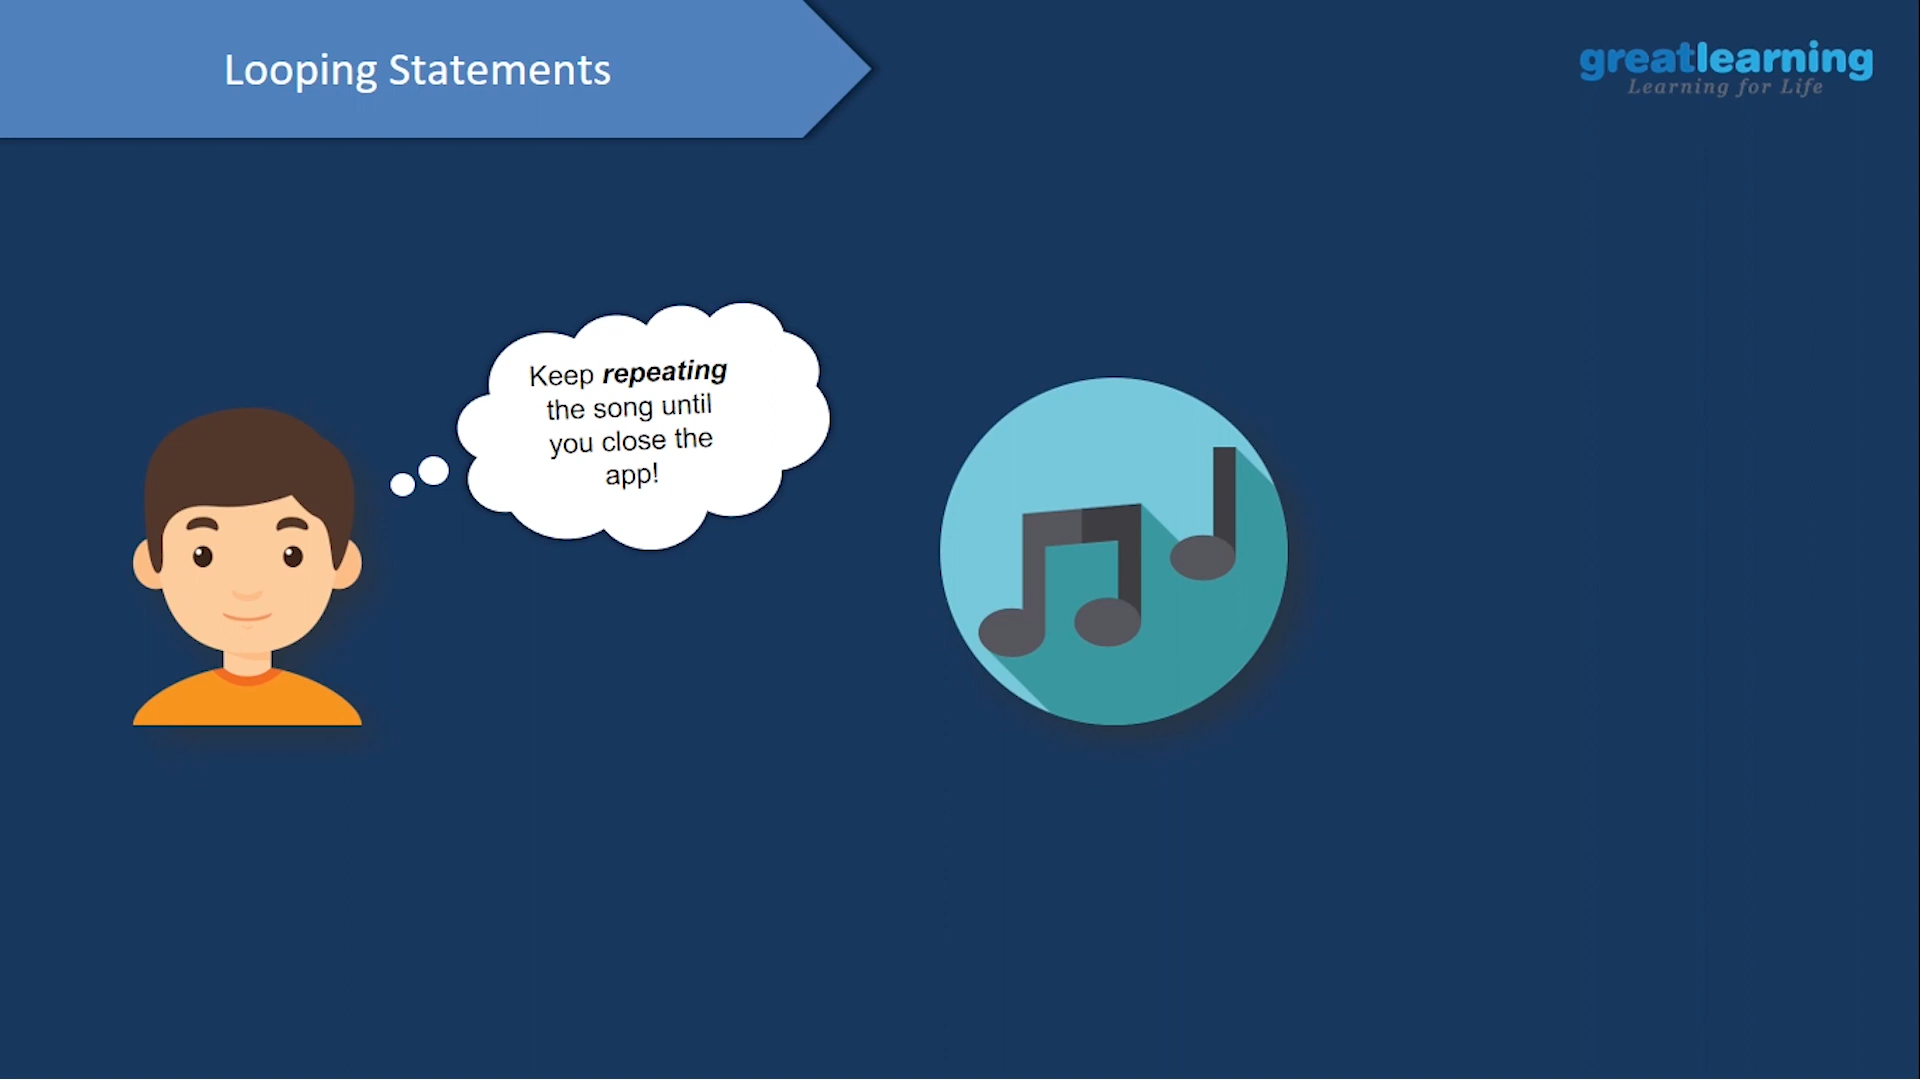 Looping Statements
greatlearning
Learning for Life
Keep repeating
the song until
you close the
app!